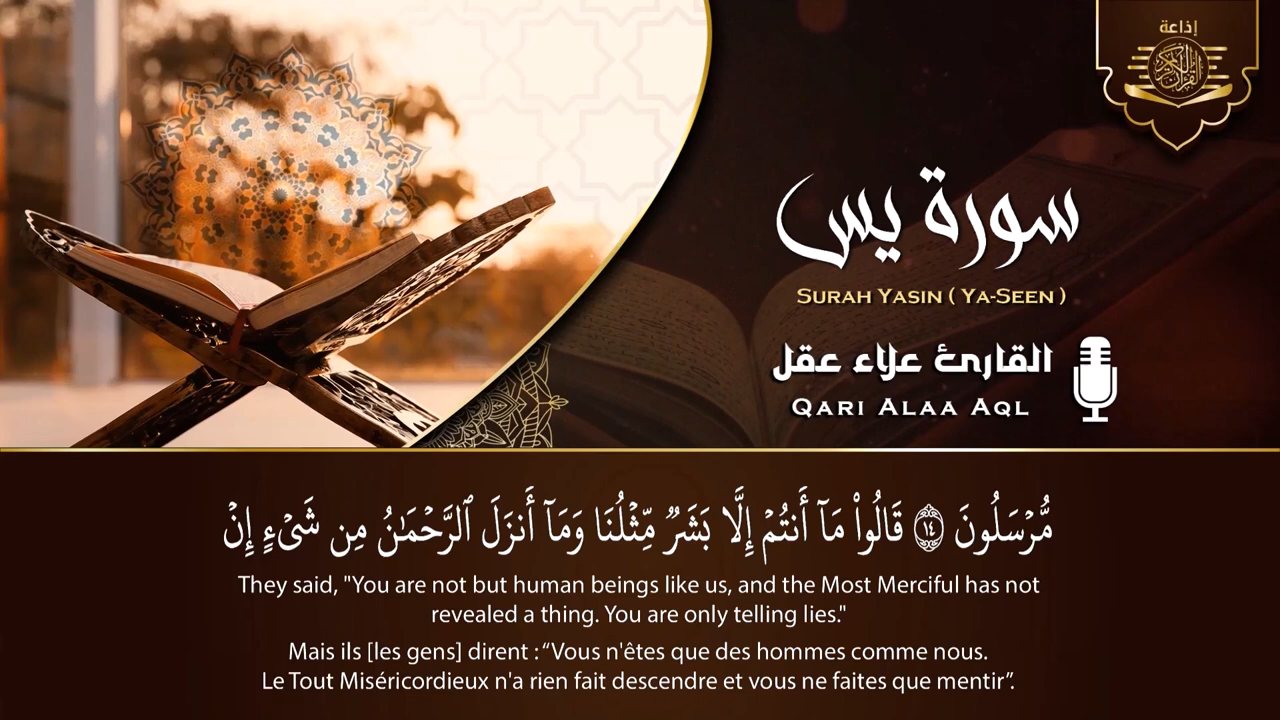 إذاعة
القرآن الكريم
سورة يس
SURAH YASIN ( YA-SEEN )
القارئ علاء عقل
QARI ALAA AQL
مُّرْسَلُونَ ١٤ قَالُوا۟ مَآ أَنتُمْ إِلَّا بَشَرٌ مِّثْلُنَا وَمَآ أَنزَلَ ٱلرَّحْمَـٰنُ مِن شَىْءٍ إِنْ
They said, "You are not but human beings like us, and the Most Merciful has not
revealed a thing. You are only telling lies."
Mais ils [les gens] dirent : “Vous n'êtes que des hommes comme nous.
Le Tout Miséricordieux n'a rien fait descendre et vous ne faites que mentir”.